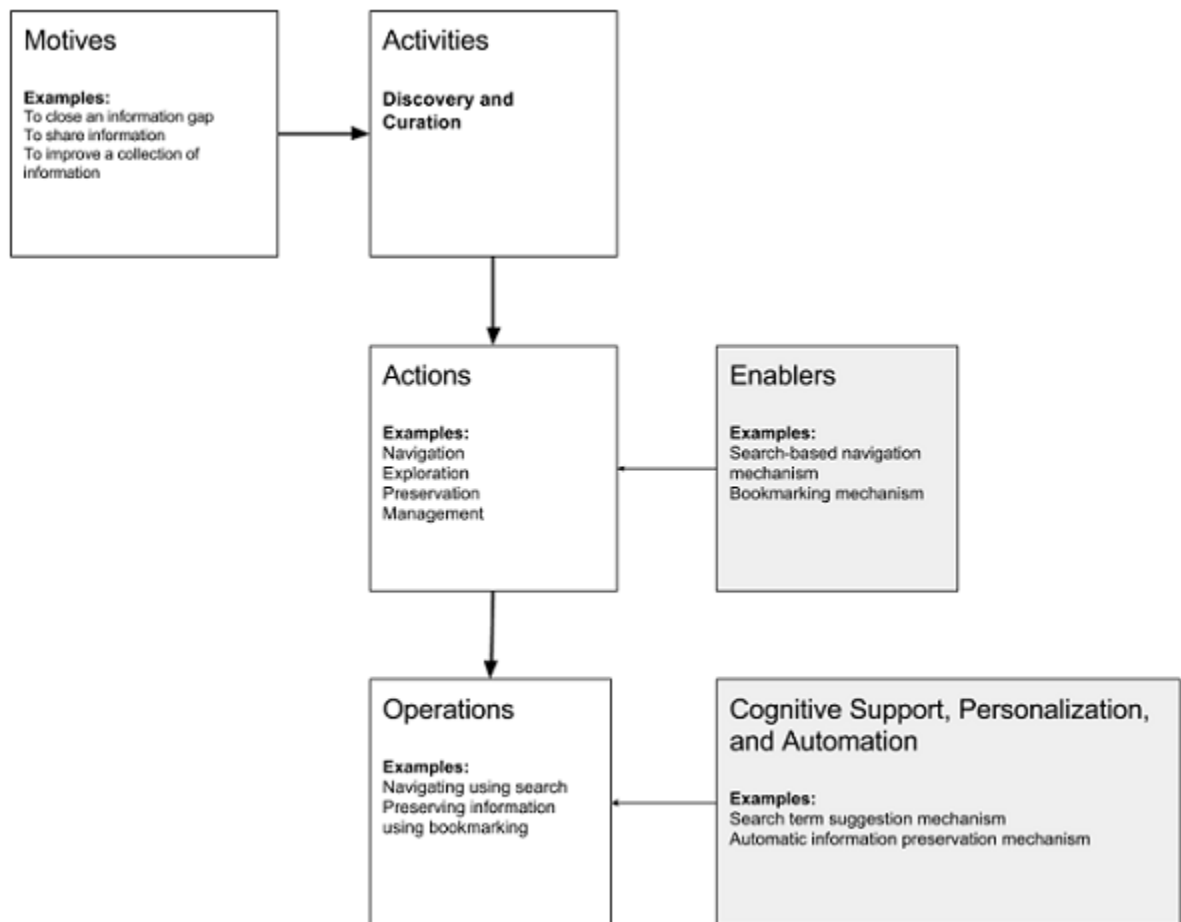 Motives
Examples:
To close an information gap
To share information
To improve a collection of
information
Activities
Discovery and
Curation
Actions
Examples:
Navigation
Exploration
Preservation
Management
Enablers
Examples:
Search-based navigation
mechanism
Bookmarking mechanism
Operations
Examples:
Navigating using search
Preserving information
using bookmarking
Cognitive Support, Personalization,
and Automation
Examples:
Search term suggestion mechanism
Automatic information preservation mechanism